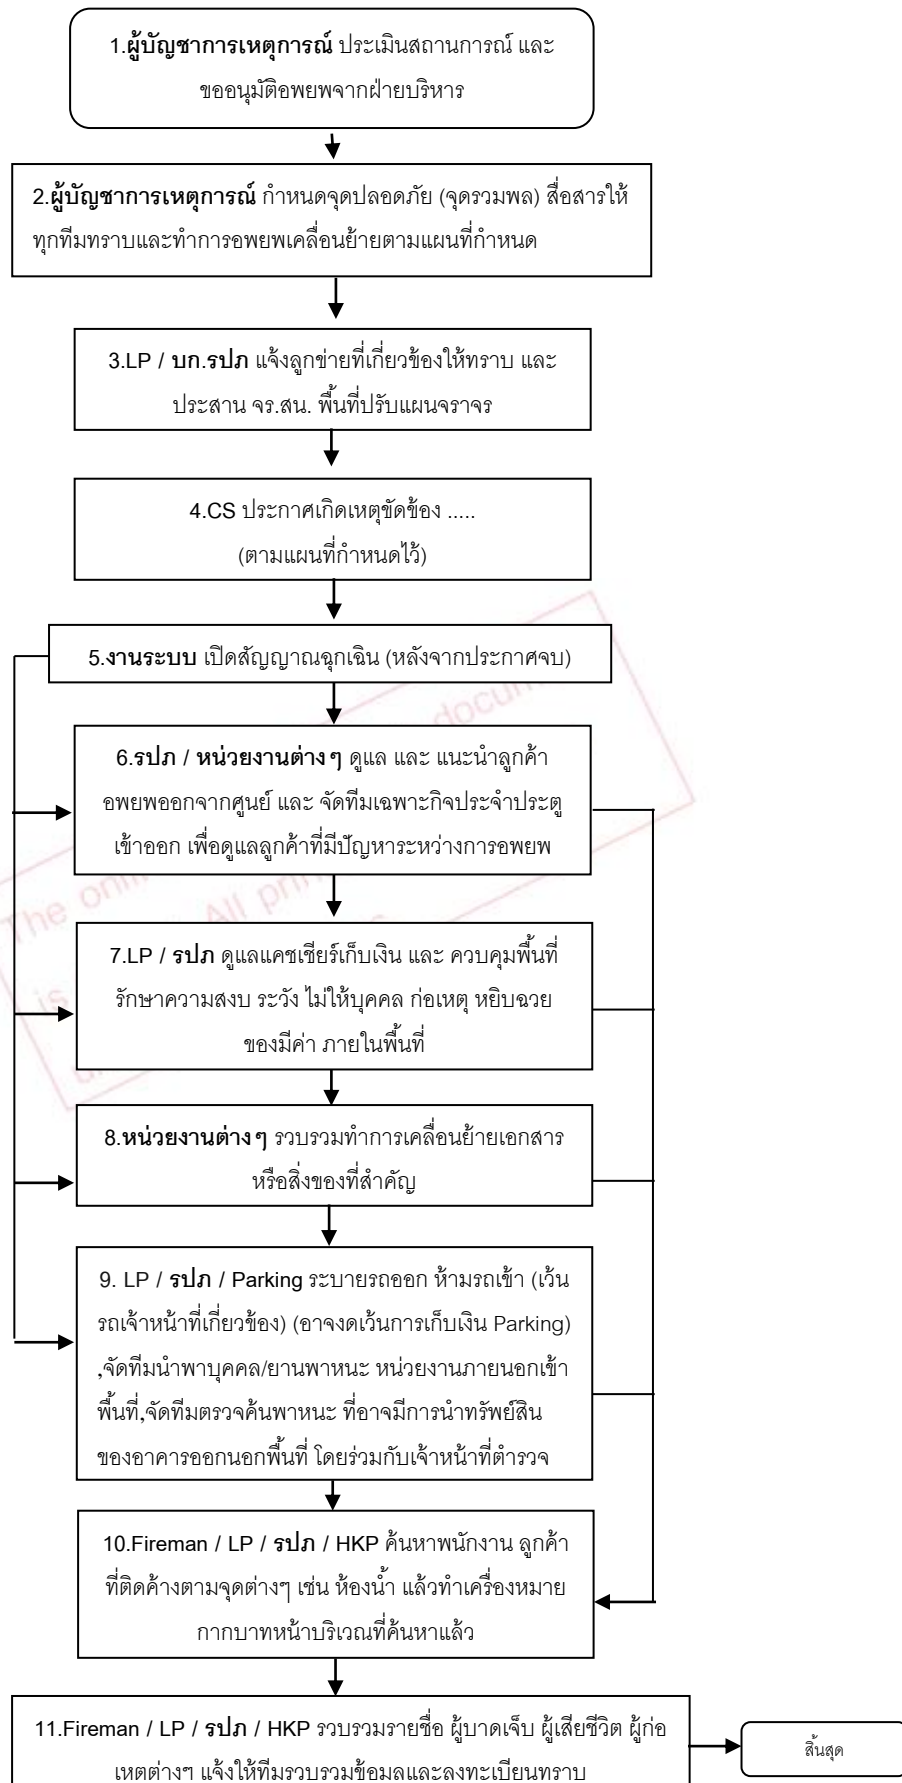 1.ผู้บัญชาการเหตุการณ์ ประเมินสถานการณ์ และ
ขออนุมัติอพยพจากฝ่ายบริหาร
2.ผู้บัญชาการเหตุการณ์ กำหนดจุดปลอดภัย (จุดรวมพล) สื่อสารให้
ทุกทีมทราบและทำการอพยพเคลื่อนย้ายตามแผนที่กำหนด
3.LP / บก.รปภ แจ้งลูกข่ายที่เกี่ยวข้องให้ทราบ และ
ประสาน จร.สน. พื้นที่ปรับแผนจราจร
4.CS ประกาศเกิดเหตุขัดข้อง .....
(ตามแผนที่กำหนดไว้)
5.งานระบบ เปิดสัญญาณฉุกเฉิน (หลังจากประกาศจบ)
6.รปภ / หน่วยงานต่างๆ ดูแล และ แนะนำลูกค้า
อพยพออกจากศูนย์ และ จัดทีมเฉพาะกิจประจำประตู
เข้าออก เพื่อดูแลลูกค้าที่มีปัญหาระหว่างการอพยพ
7.LP / รปภ ดูแลแคชเชียร์เก็บเงิน และ ควบคุมพื้นที่
รักษาความสงบ ระวัง ไม่ให้บุคคล ก่อเหตุ หยิบฉวย
ของมีค่า ภายในพื้นที่
8.หน่วยงานต่างๆ รวบรวมทำการเคลื่อนย้ายเอกสาร
หรือสิ่งของที่สำคัญ
9. LP / รปภ / Parking ระบายรถออก ห้ามรถเข้า (เว้น
รถเจ้าหน้าที่เกี่ยวข้อง) (อาจงดเว้นการเก็บเงิน Parking)
,จัดทีมนำพาบุคคล/ยานพาหนะ หน่วยงานภายนอกเข้า
พื้นที่,จัดทีมตรวจค้นพาหนะ ที่อาจมีการนำทรัพย์สิน
ของอาคารออกนอกพื้นที่ โดยร่วมกับเจ้าหน้าที่ตำรวจ
10.Fireman / LP / รปภ / HKP ค้นหาพนักงาน ลูกค้า
ที่ติดค้างตามจุดต่างๆ เช่น ห้องน้ำ แล้วทำเครื่องหมาย
กากบาทหน้าบริเวณที่ค้นหาแล้ว
11.Fireman / LP / รปภ / HKP รวบรวมรายชื่อ ผู้บาดเจ็บ ผู้เสียชีวิต ผู้ก่อ
เหตุต่างๆ แจ้งให้ทีมรวบรวมข้อมูลและลงทะเบียนทราบ
สิ้นสุด
The
All
is